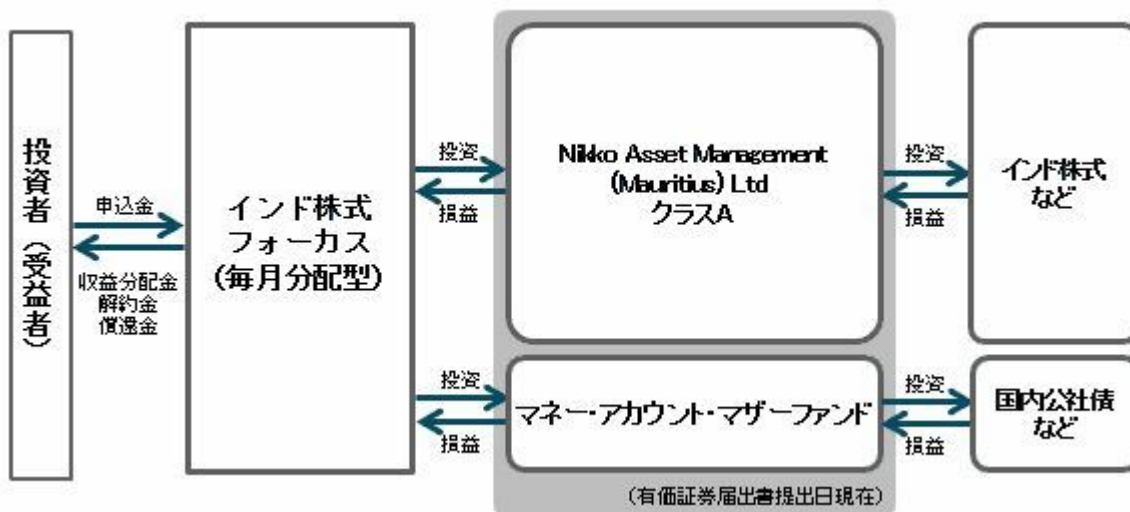 投資者（受益者）
申込金
収益分配金
解約金
償還金
インド株式
フォーカス
（毎月分配型）
投資
損益
Nikko Asset Management
(Mauritius) Ltd
クラスA
投資
損益
インド株式
など
投資
損益
マネー・アカウント・マザーファンド
投資
損益
国内公社債
など
（有価証券届出書提出日現在）